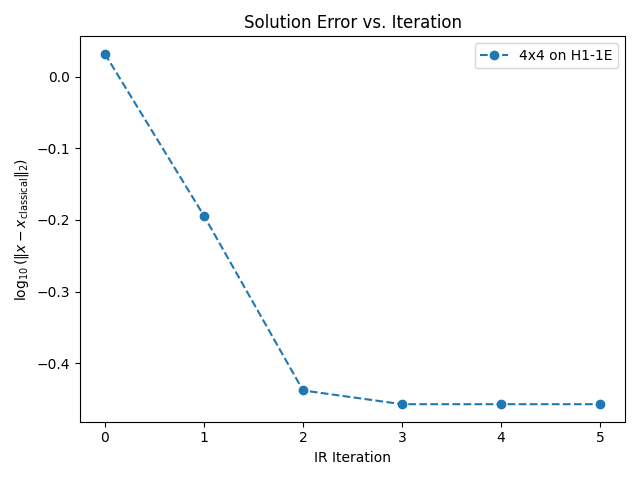 Solution Error vs. Iteration
4x4 on H1-1E
log₁₀(‖x − x_classical‖₂)
0.0
−0.1
−0.2
−0.3
−0.4
0 1 2 3 4 5
IR Iteration